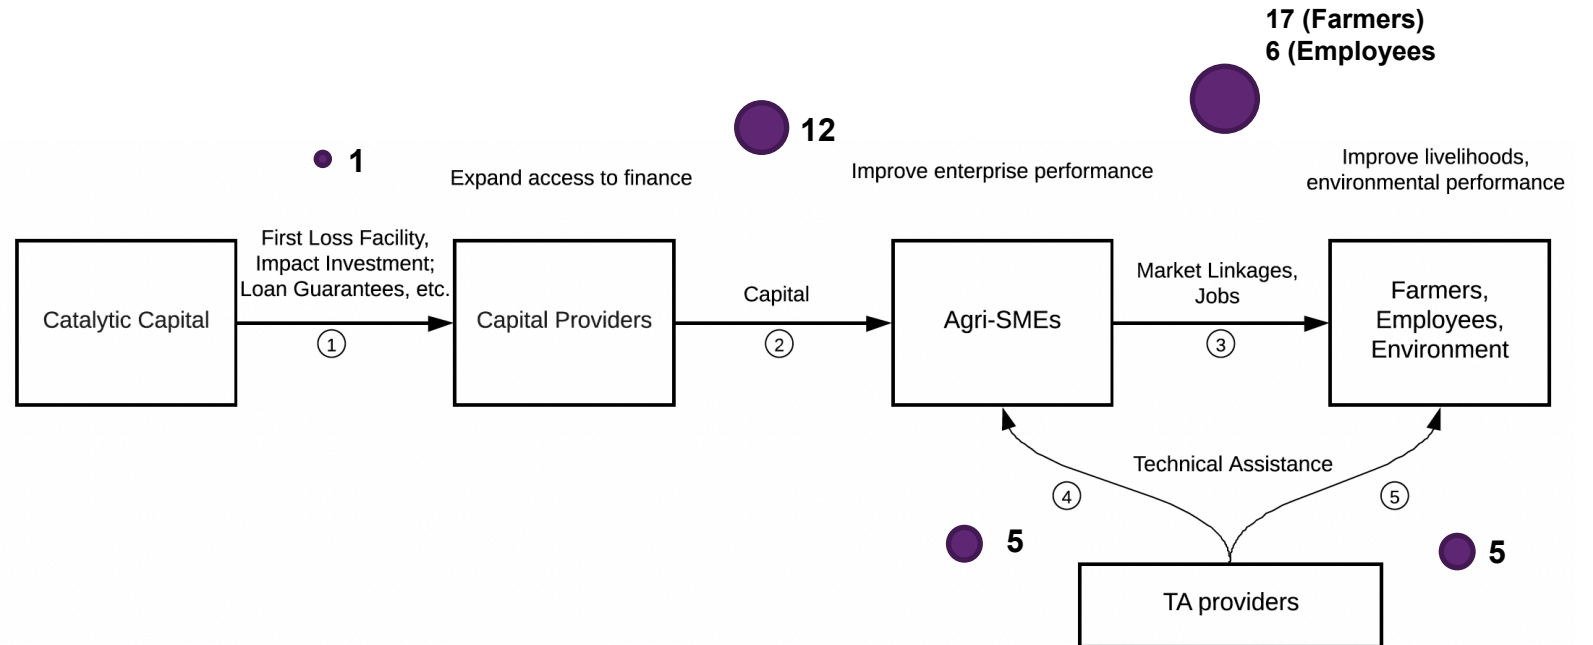 17 (Farmers)
6 (Employees
12
1
Expand access to finance
Improve enterprise performance
Improve livelihoods,
environmental performance
First Loss Facility,
Impact Investment;
Loan Guarantees, etc.
Capital
Market Linkages,
Jobs
Catalytic Capital
Capital Providers
Agri-SMEs
Farmers,
Employees,
Environment
1
2
3
Technical Assistance
4
5
5
5
TA providers